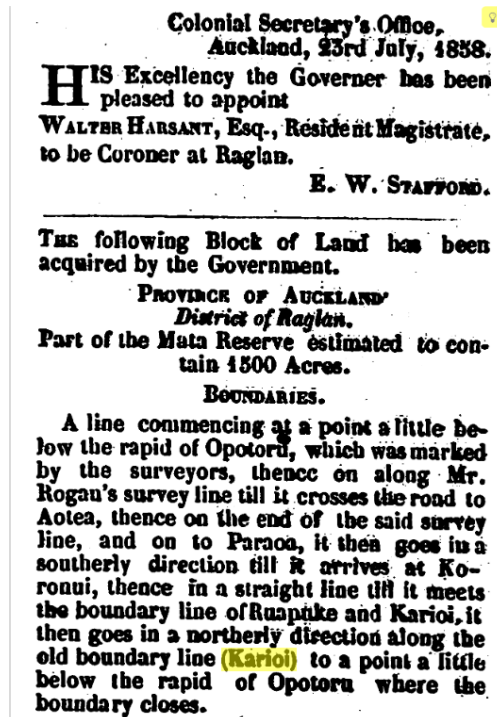 Colonial Secretary's Office,
Auckland, 23rd July, 1858.
HIS Excellency the Governer has been
pleased to appoint
WALTER HARSANT, Esq., Resident Magistrate,
to be Coroner at Raglan.
E. W. STAFFORD.
THE following Block of Land has been
acquired by the Government.
PROVINCE OF AUCKLAND
District of Raglan.
Part of the Mata Reserve estimated to con-
tain 1500 Acres.
BOUNDARIES.
A line commencing at a point a little be-
low the rapid of Opotoru, which was marked
by the surveyors, thence on along Mr.
Rogan's survey line till it crosses the road to
Aotea, thence on the end of the said survey
line, and on to Paraoa, it then goes in a
southerly direction till it arrives at Ko-
ronui, thence in a straight line till it meets
the boundary line of Ruapuke and Karioi, it
then goes in a northerly direction along the
old boundary line (Karioi) to a point a little
below the rapid of Opotoru where the
boundary closes.